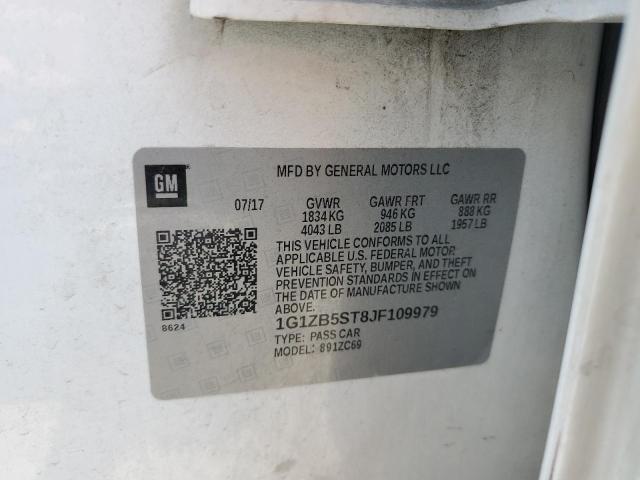 GM
MFD BY GENERAL MOTORS LLC
07/17 GVWR GAWR FRT GAWR RR
1834 KG 946 KG 888 KG
4043 LB 2085 LB 1957 LB
THIS VEHICLE CONFORMS TO ALL
APPLICABLE U.S. FEDERAL MOTOR
VEHICLE SAFETY, BUMPER, AND THEFT
PREVENTION STANDARDS IN EFFECT ON
THE DATE OF MANUFACTURE SHOWN
ABOVE.
8624
1G1ZB5ST8JF109979
TYPE: PASS CAR
MODEL: 891ZC69